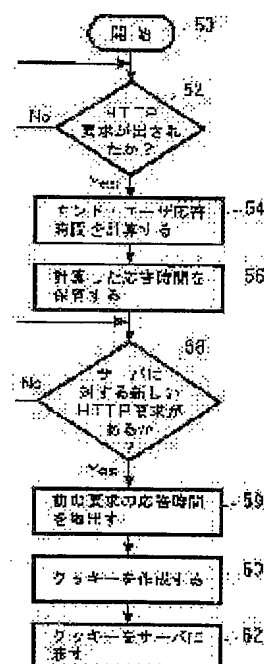 開始
53
52
HTTP
要求が出され
たか？
No
Yes
エンド・ユーザ応答
時間を計算する
54
計算した応答時間を
保管する
56
58
サーバに
対する新しい
HTTP要求が
あるか
？
No
Yes
前の要求の応答時間
を取出す
59
クッキーを作成する
60
クッキーをサーバに
渡す
62